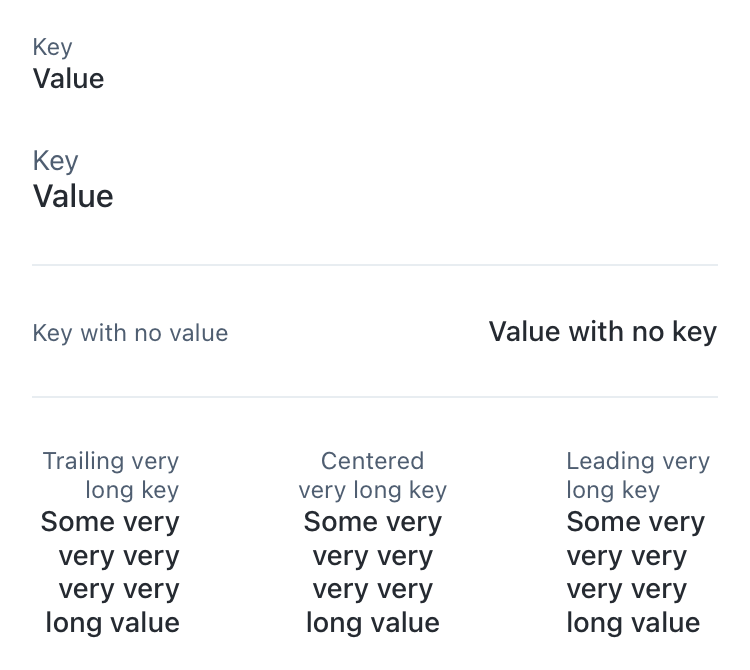 Key
Value
Key
Value
Key with no value
Value with no key
Trailing very
long key
Some very
very very
very very
long value
Centered
very long key
Some very
very very
very very
long value
Leading very
long key
Some very
very very
very very
long value